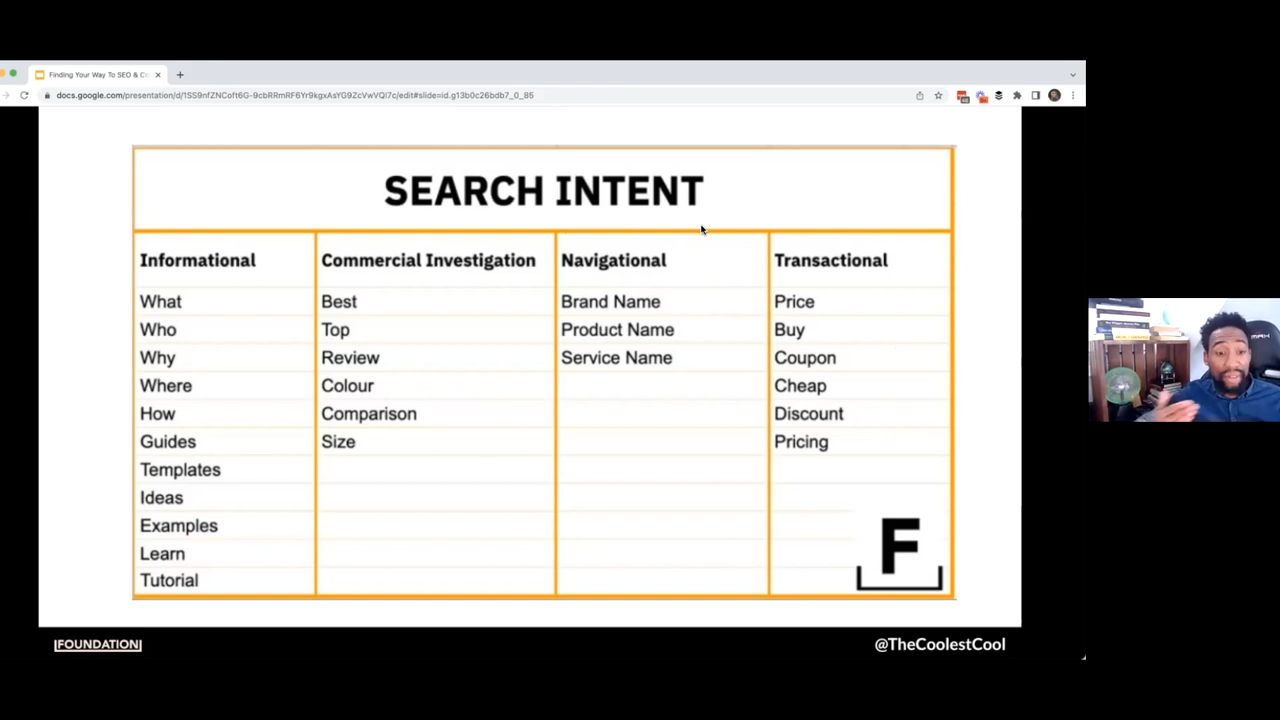 Finding Your Way To SEO & Co
docs.google.com/presentation/d/1SS9nfZNCoft6G-9cbRRmRF6Yr9kgxAsYG9ZcVwVQl7c/edit#slide=id.g13b0c26bdb7_0_85
SEARCH INTENT
Informational Commercial Investigation Navigational Transactional
What Best Brand Name Price
Who Top Product Name Buy
Why Review Service Name Coupon
Where Colour Cheap
How Comparison Discount
Guides Size Pricing
Templates
Ideas
Examples
Learn
Tutorial
F
|FOUNDATION|
@TheCoolestCool